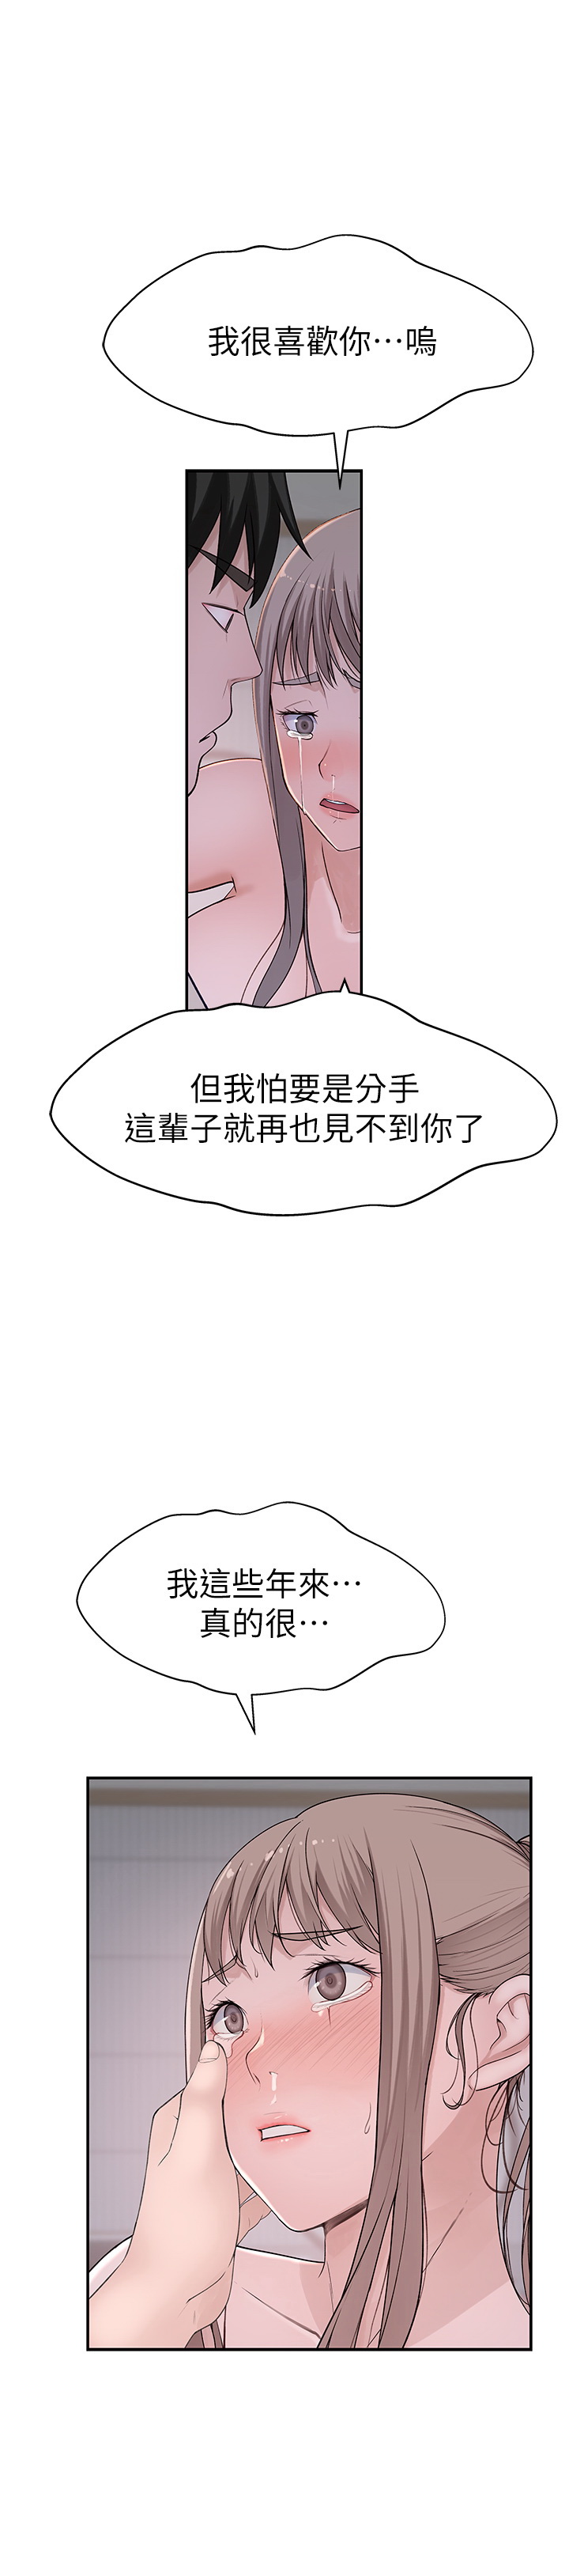 我很喜歡你⋯嗚
但我怕要是分手
這輩子就再也見不到你了
我這些年來⋯
真的很⋯